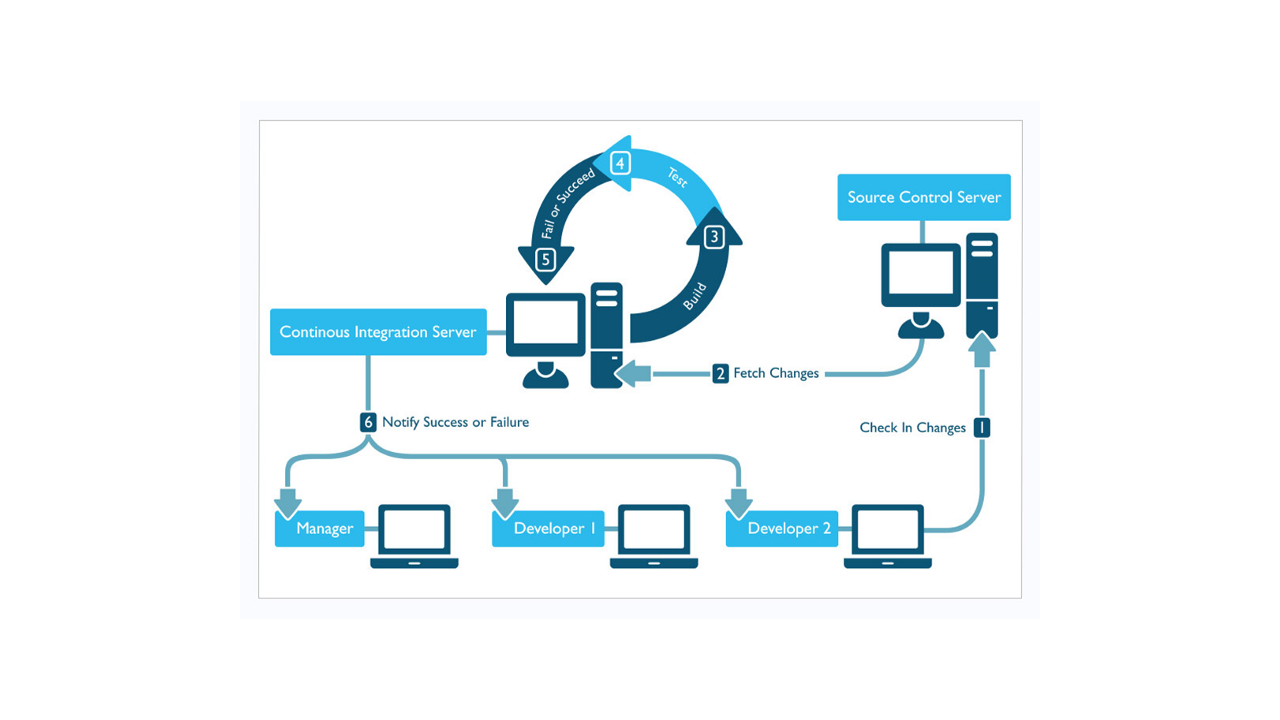 4
Test
Fail or Succeed
3
5
Build
Source Control Server
Continous Integration Server
2 Fetch Changes
6 Notify Success or Failure
Check In Changes 1
Manager
Developer 1
Developer 2